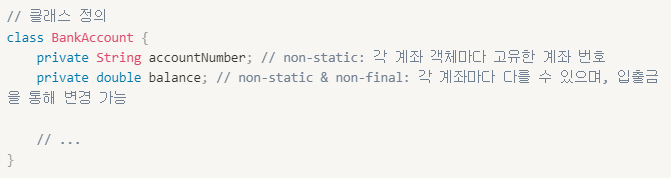 // 클래스 정의
class BankAccount {
    private String accountNumber; // non-static: 각 계좌 객체마다 고유한 계좌 번호
    private double balance; // non-static & non-final: 각 계좌마다 다를 수 있으며, 입출금
을 통해 변경 가능

    // ...
}